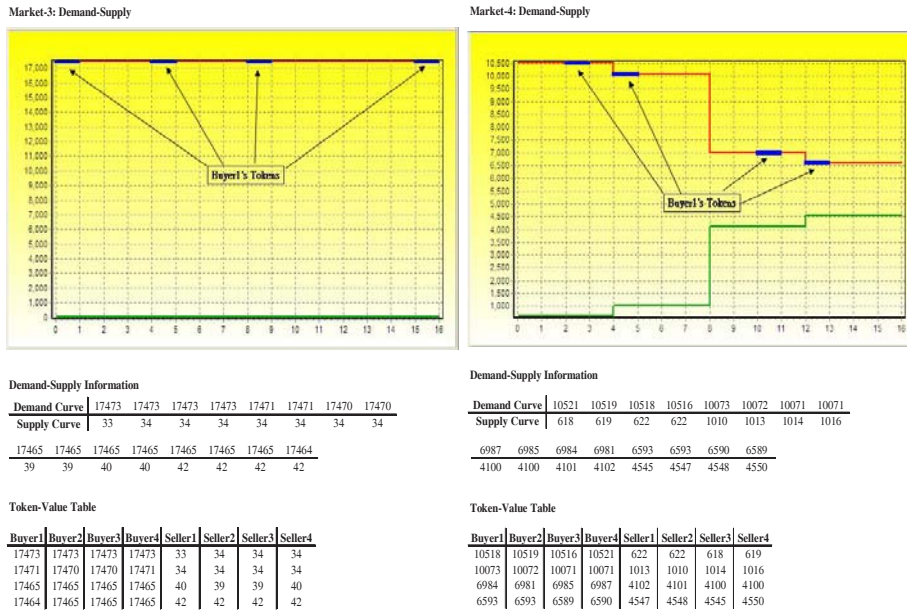 Market-3: Demand-Supply
17,000
16,000
15,000
14,000
13,000
12,000
11,000
10,000
9,000
8,000
7,000
6,000
5,000
4,000
3,000
2,000
1,000
0
Buyer1's Tokens
0 1 2 3 4 5 6 7 8 9 10 11 12 13 14 15 16
Demand-Supply Information
Demand Curve 17473 17473 17473 17473 17471 17471 17470 17470
Supply Curve 33 34 34 34 34 34 34 34
17465 17465 17465 17465 17465 17465 17465 17464
39 39 40 40 42 42 42 42
Token-Value Table
Buyer1 Buyer2 Buyer3 Buyer4 Seller1 Seller2 Seller3 Seller4
17473 17473 17473 17473 33 34 34 34
17471 17470 17470 17471 34 34 34 34
17465 17465 17465 17465 40 39 39 40
17464 17465 17465 17465 42 42 42 42
Market-4: Demand-Supply
10,500
9,500
9,000
8,000
7,500
7,000
6,500
5,500
5,000
4,500
3,500
3,000
2,500
1,500
1,000
Buyer1's Tokens
0 1 2 3 4 5 6 7 8 9 10 11 12 13 14 15 16
Demand-Supply Information
Demand Curve 10521 10519 10518 10516 10073 10072 10071 10071
Supply Curve 618 619 622 622 1010 1013 1014 1016
6987 6985 6984 6981 6593 6593 6590 6589
4100 4100 4101 4102 4545 4547 4548 4550
Token-Value Table
Buyer1 Buyer2 Buyer3 Buyer4 Seller1 Seller2 Seller3 Seller4
10518 10519 10516 10521 622 622 618 619
10073 10072 10071 10071 1013 1010 1014 1016
6984 6981 6985 6987 4102 4101 4100 4100
6593 6593 6589 6590 4547 4548 4545 4550